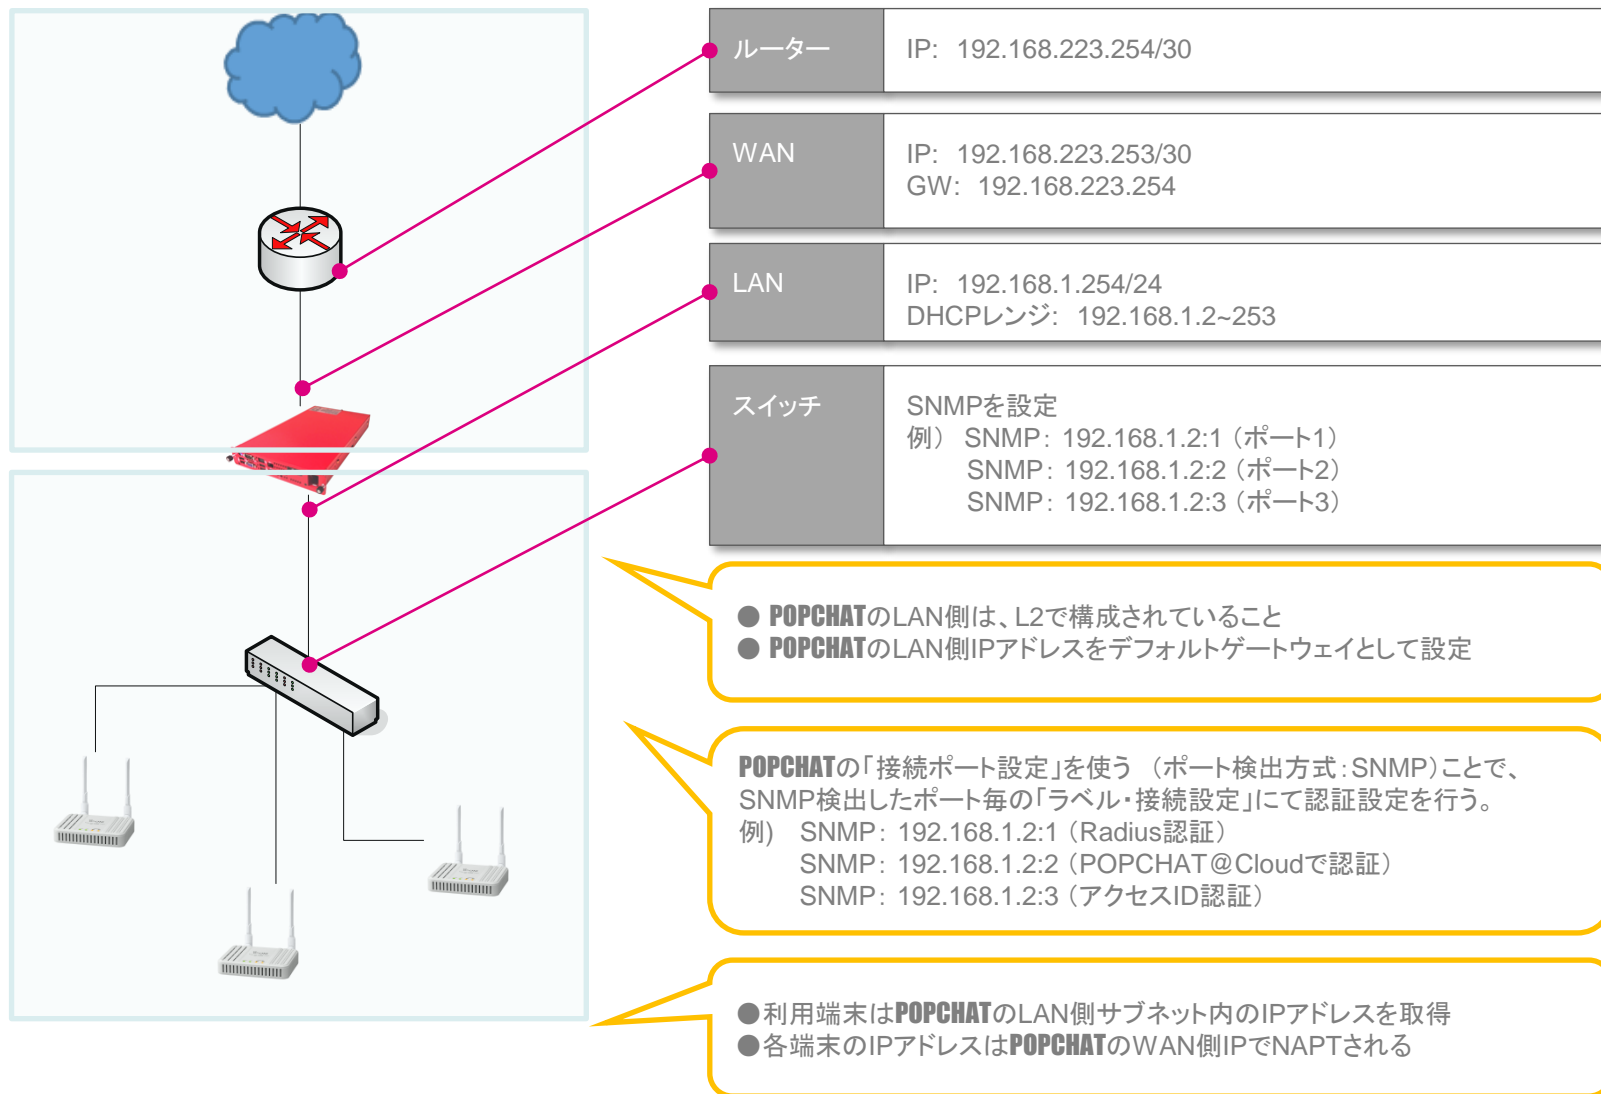 ルーター
IP: 192.168.223.254/30
WAN
IP: 192.168.223.253/30
GW: 192.168.223.254
LAN
IP: 192.168.1.254/24
DHCPレンジ: 192.168.1.2~253
スイッチ
SNMPを設定
例） SNMP: 192.168.1.2:1（ポート1）
SNMP: 192.168.1.2:2（ポート2）
SNMP: 192.168.1.2:3（ポート3）
● POPCHATのLAN側は、L2で構成されていること
● POPCHATのLAN側IPアドレスをデフォルトゲートウェイとして設定
POPCHATの「接続ポート設定」を使う （ポート検出方式：SNMP）ことで、
SNMP検出したポート毎の「ラベル・接続設定」にて認証設定を行う。
例) SNMP: 192.168.1.2:1（Radius認証）
SNMP: 192.168.1.2:2（POPCHAT@Cloudで認証）
SNMP: 192.168.1.2:3（アクセスID認証）
●利用端末はPOPCHATのLAN側サブネット内のIPアドレスを取得
●各端末のIPアドレスはPOPCHATのWAN側IPでNAPTされる